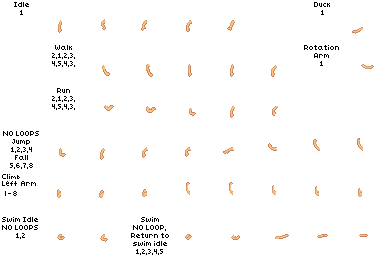 Idle
1
Duck
1
Walk
2,1,2,3,
4,5,4,3,
Rotation
Arm
1
Run
2,1,2,3,
4,5,4,3,
NO LOOPS
Jump
1,2,3,4
Fall
5,6,7,8
Climb
Left Arm
1-8
Swim Idle
NO LOOPS
1,2
Swim
NO LOOP,
Return to
swim idle
1,2,3,4,5